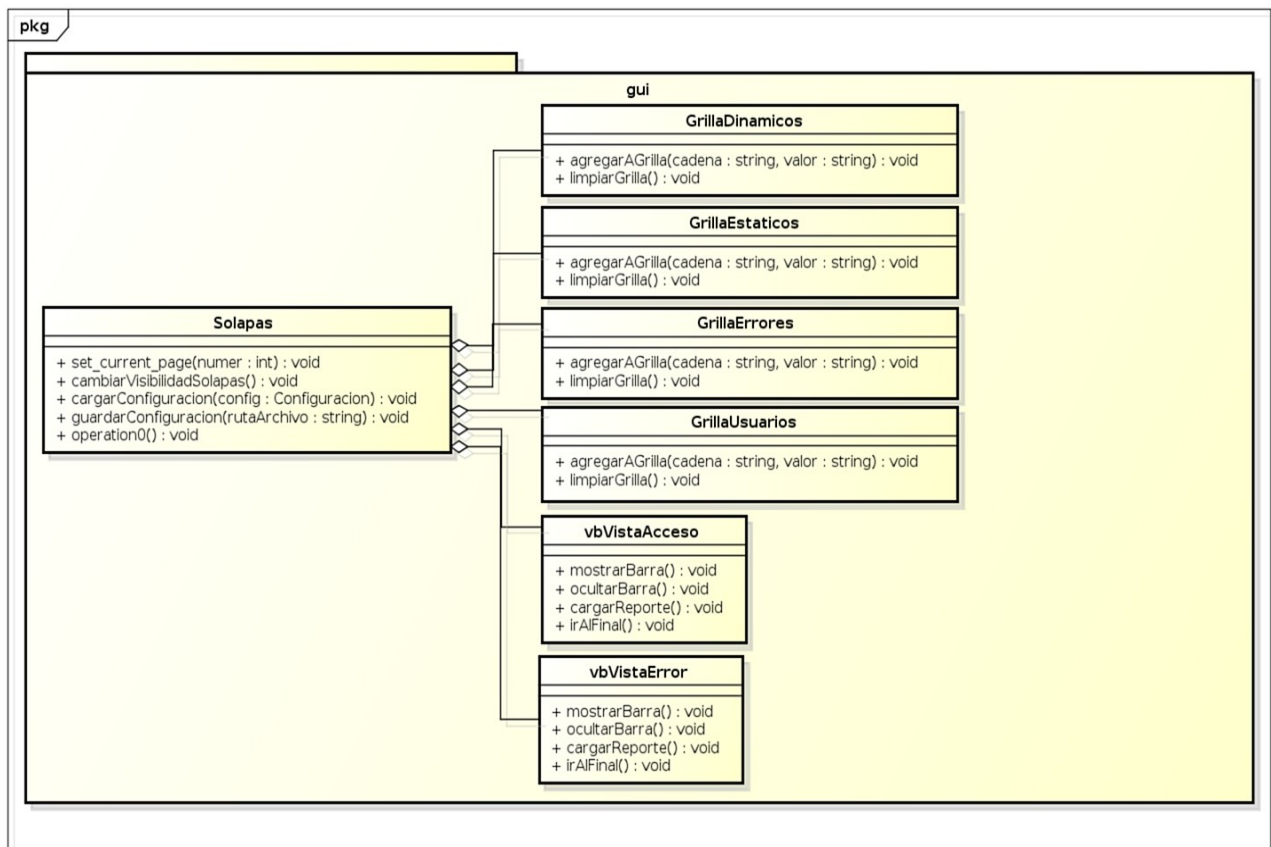 pkg
gui
GrillaDinamicos
+ agregarAGrilla(cadena : string, valor : string) : void
+ limpiarGrilla() : void
GrillaEstaticos
+ agregarAGrilla(cadena : string, valor : string) : void
+ limpiarGrilla() : void
Solapas
+ set_current_page(numer : int) : void
+ cambiarVisibilidadSolapas() : void
+ cargarConfiguracion(config : Configuracion) : void
+ guardarConfiguracion(rutaArchivo : string) : void
+ operation0() : void
GrillaErrores
+ agregarAGrilla(cadena : string, valor : string) : void
+ limpiarGrilla() : void
GrillaUsuarios
+ agregarAGrilla(cadena : string, valor : string) : void
+ limpiarGrilla() : void
vbVistaAcceso
+ mostrarBarra() : void
+ ocultarBarra() : void
+ cargarReporte() : void
+ irAlFinal() : void
vbVistaError
+ mostrarBarra() : void
+ ocultarBarra() : void
+ cargarReporte() : void
+ irAlFinal() : void